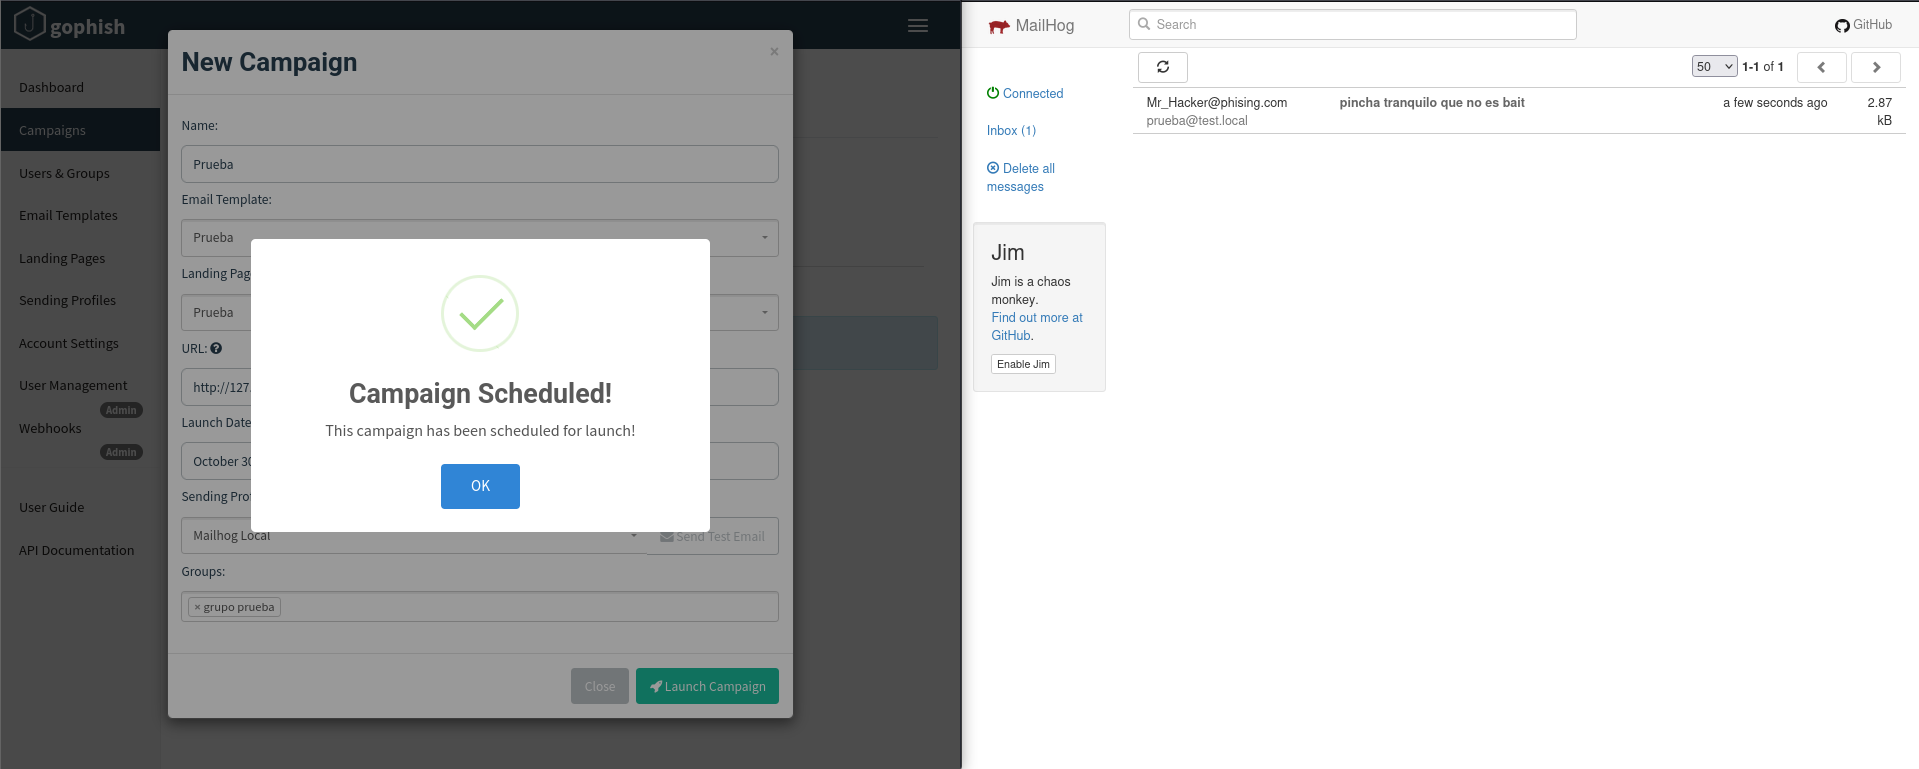 gophish
Dashboard
Campaigns
Users & Groups
Email Templates
Landing Pages
Sending Profiles
Account Settings
User Management
Admin
Webhooks
Admin
User Guide
API Documentation
New Campaign
×
Name:
Prueba
Email Template:
Prueba
Landing Pag
Prueba
URL:
http://127.
Launch Date
October 30
Sending Pro
Mailhog Local
Send Test Email
Groups:
× grupo prueba
Close
Launch Campaign
Campaign Scheduled!
This campaign has been scheduled for launch!
OK
MailHog
Search
GitHub
50
1-1 of 1
Connected
Inbox (1)
Delete all
messages
Jim
Jim is a chaos
monkey.
Find out more at
GitHub.
Enable Jim
Mr_Hacker@phising.com pincha tranquilo que no es bait a few seconds ago 2.87
prueba@test.local kB